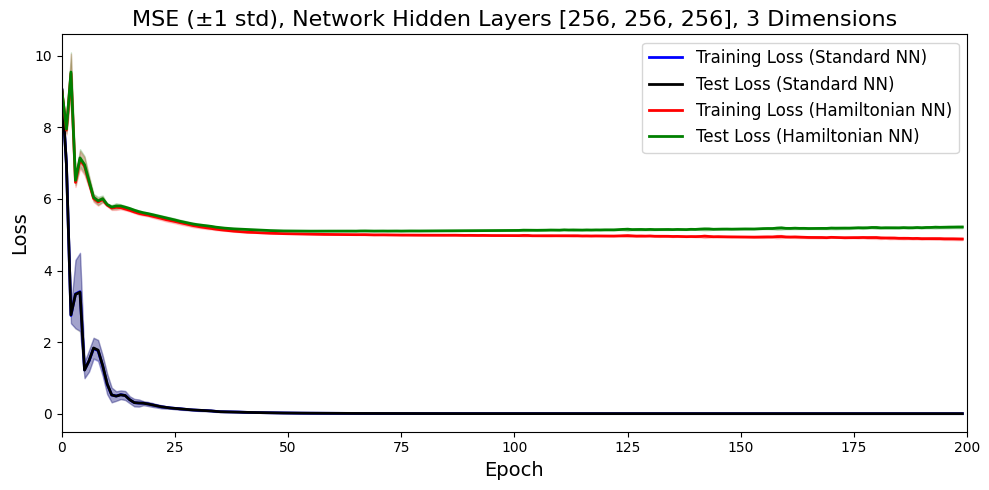 MSE (±1 std), Network Hidden Layers [256, 256, 256], 3 Dimensions
Training Loss (Standard NN)
Test Loss (Standard NN)
Training Loss (Hamiltonian NN)
Test Loss (Hamiltonian NN)
Loss
10
8
6
4
2
0
0 25 50 75 100 125 150 175 200
Epoch